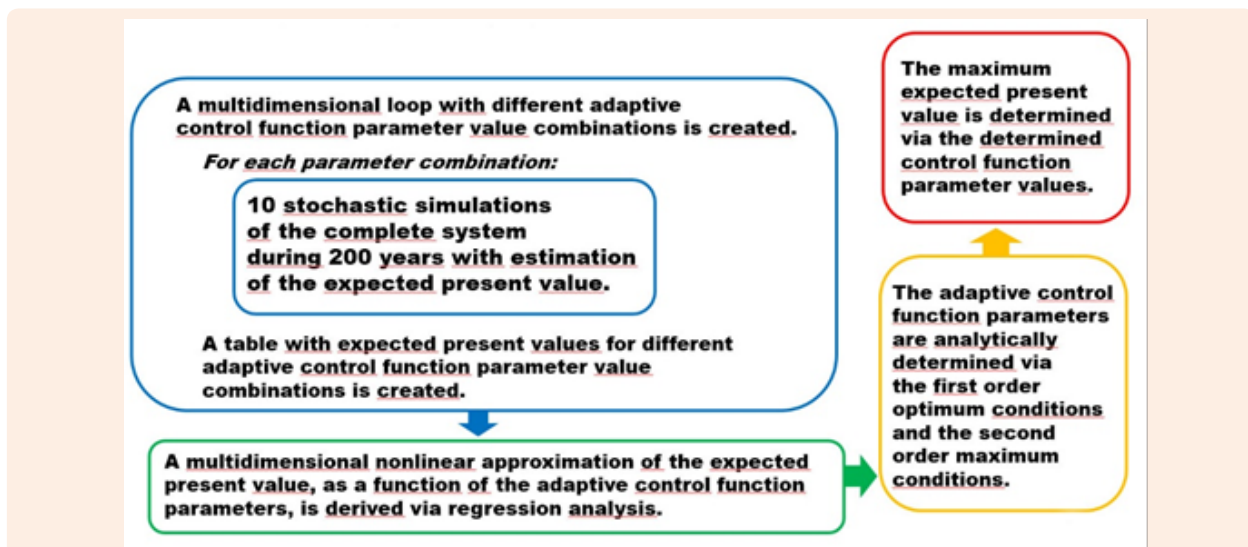 A multidimensional loop with different adaptive
control function parameter value combinations is created.
For each parameter combination:
10 stochastic simulations
of the complete system
during 200 years with estimation
of the expected present value.
A table with expected present values for different
adaptive control function parameter value
combinations is created.
A multidimensional nonlinear approximation of the expected
present value, as a function of the adaptive control function
parameters, is derived via regression analysis.
The adaptive control
function parameters
are analytically
determined via
the first order
optimum conditions
and the second
order maximum
conditions.
The maximum
expected present
value is determined
via the determined
control function
parameter values.